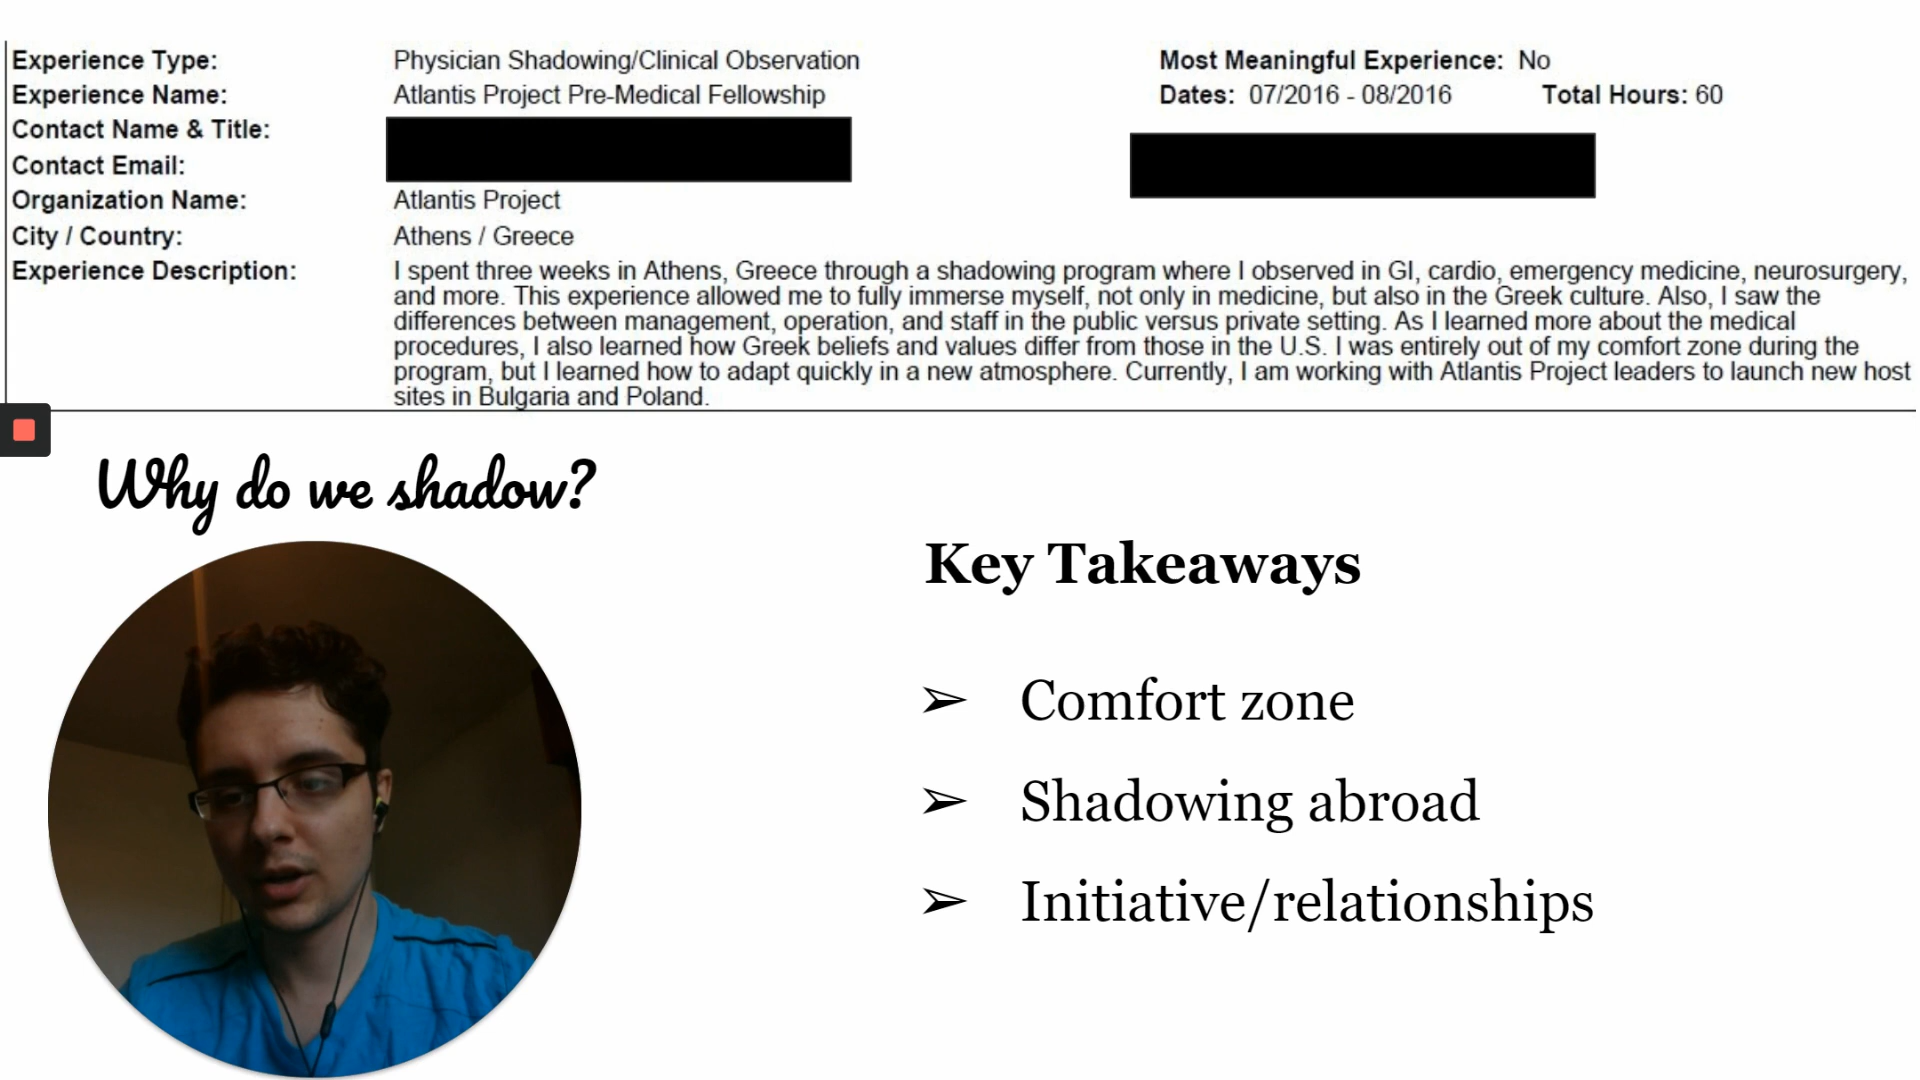 Experience Type: Physician Shadowing/Clinical Observation Most Meaningful Experience: No
Experience Name: Atlantis Project Pre-Medical Fellowship Dates: 07/2016 - 08/2016 Total Hours: 60
Contact Name & Title:
Contact Email:
Organization Name: Atlantis Project
City / Country: Athens / Greece
Experience Description: I spent three weeks in Athens, Greece through a shadowing program where I observed in GI, cardio, emergency medicine, neurosurgery,
and more. This experience allowed me to fully immerse myself, not only in medicine, but also in the Greek culture. Also, I saw the
differences between management, operation, and staff in the public versus private setting. As I learned more about the medical
procedures, I also learned how Greek beliefs and values differ from those in the U.S. I was entirely out of my comfort zone during the
program, but I learned how to adapt quickly in a new atmosphere. Currently, I am working with Atlantis Project leaders to launch new host
sites in Bulgaria and Poland.
Why do we shadow?
Key Takeaways
➢ Comfort zone
➢ Shadowing abroad
➢ Initiative/relationships